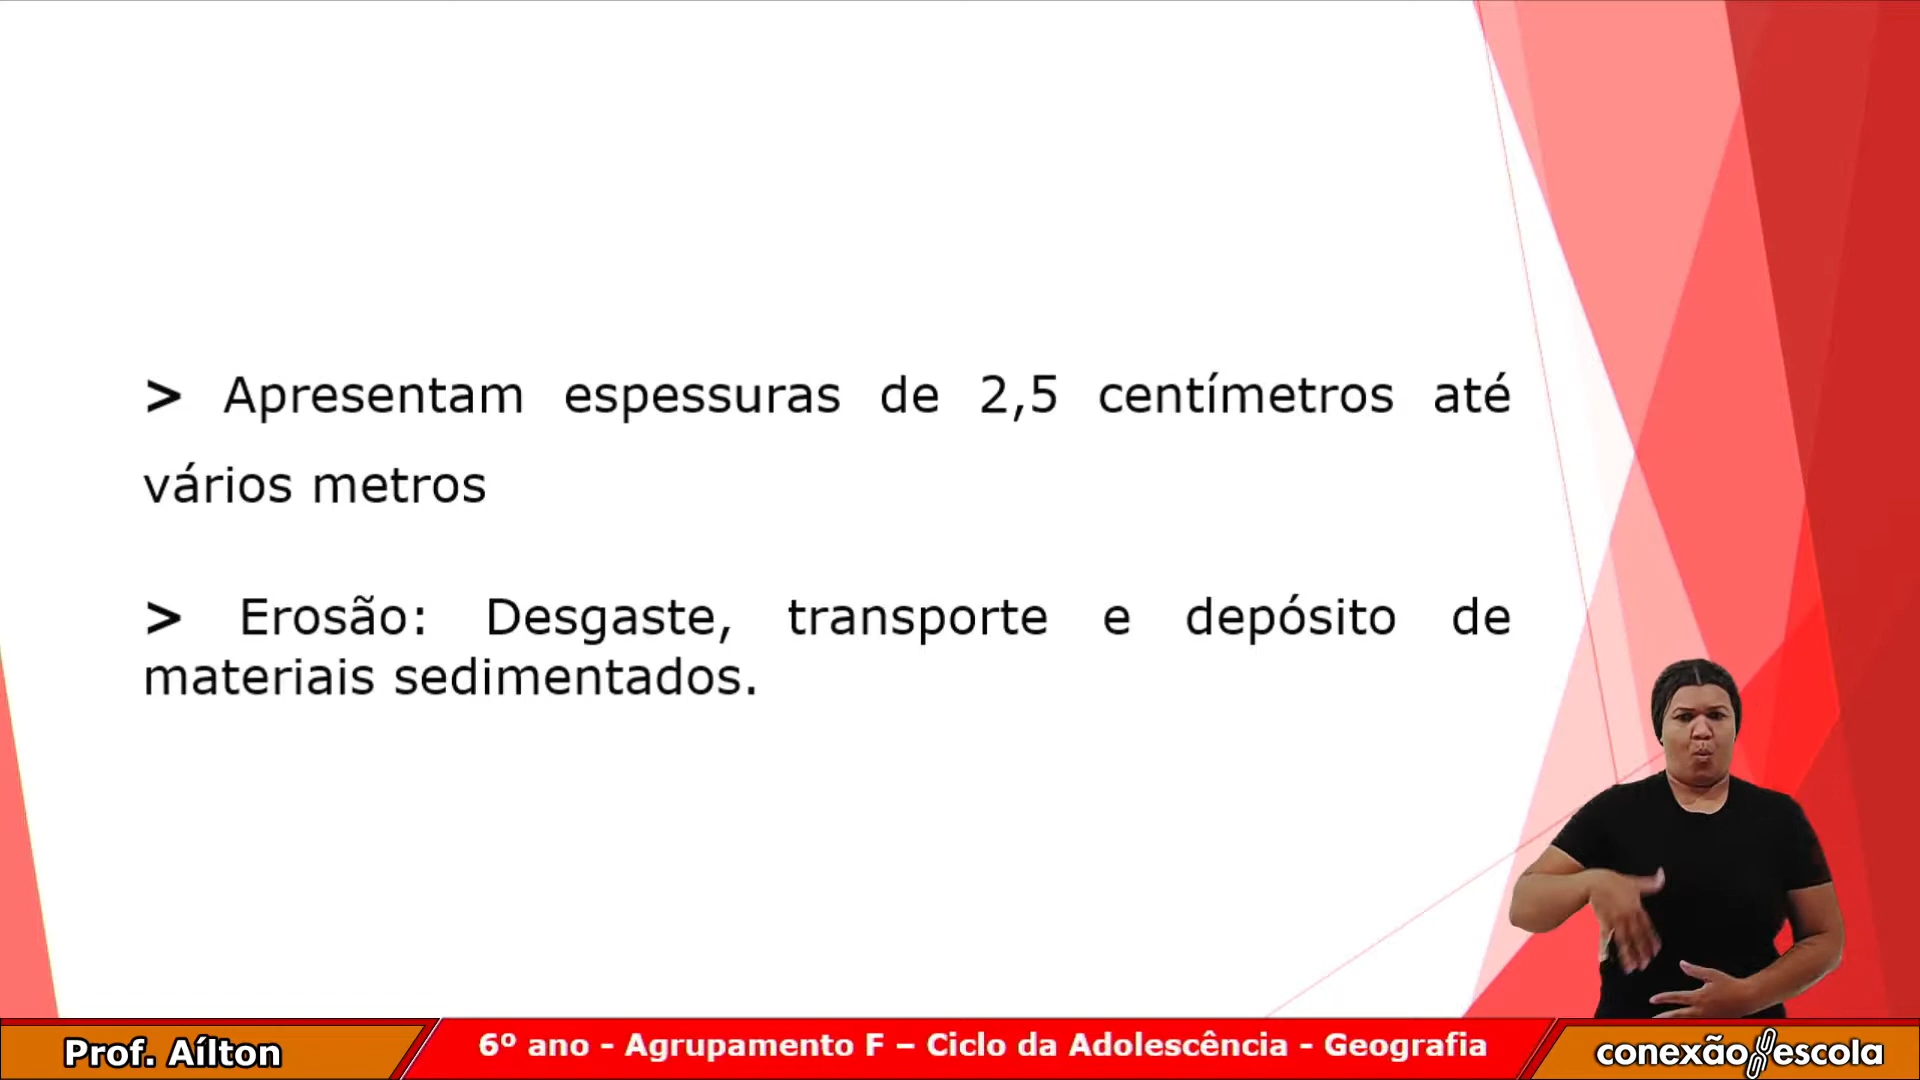 > Apresentam espessuras de 2,5 centímetros até
vários metros
> Erosão: Desgaste, transporte e depósito de
materiais sedimentados.
Prof. Aílton
6º ano - Agrupamento F – Ciclo da Adolescência - Geografia
conexão escola